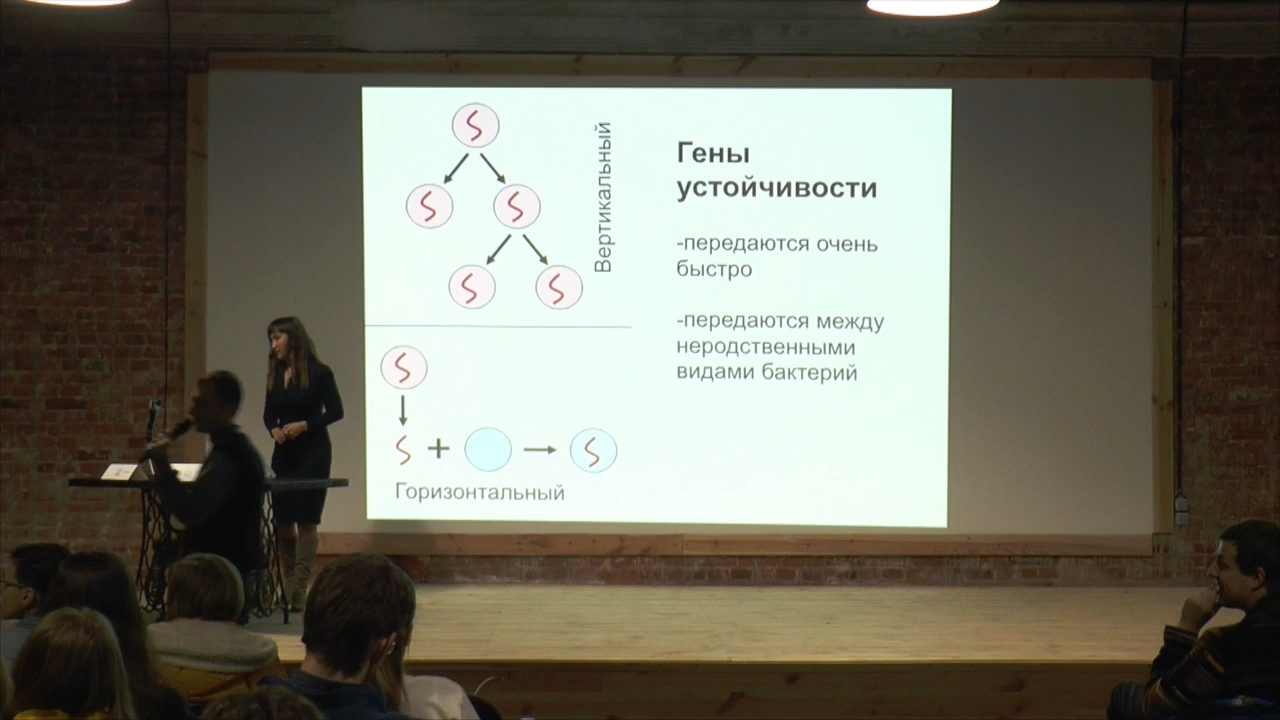 Вертикальный
Гены
устойчивости
-передаются очень
быстро
-передаются между
неродственными
видами бактерий
Горизонтальный